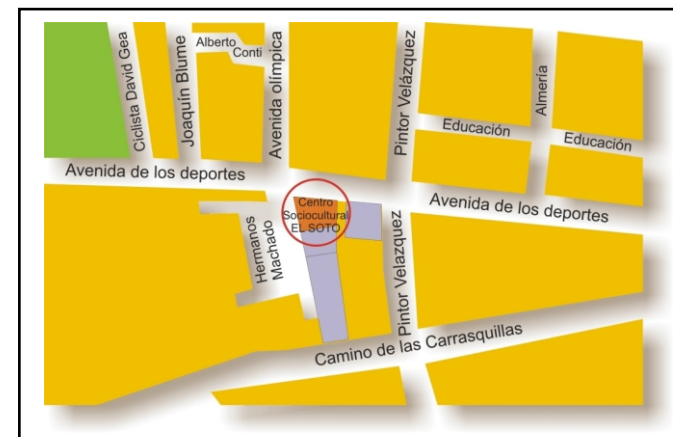 Ciclista David Gea
Joaquín Blume
Alberto
Conti
Avenida olímpica
Pintor Velázquez
Almería
Educación
Educación
Avenida de los deportes
Avenida de los deportes
Centro
Sociocultural
EL SOTO
Hermanos
Machado
Pintor Velazquez
Camino de las Carrasquillas